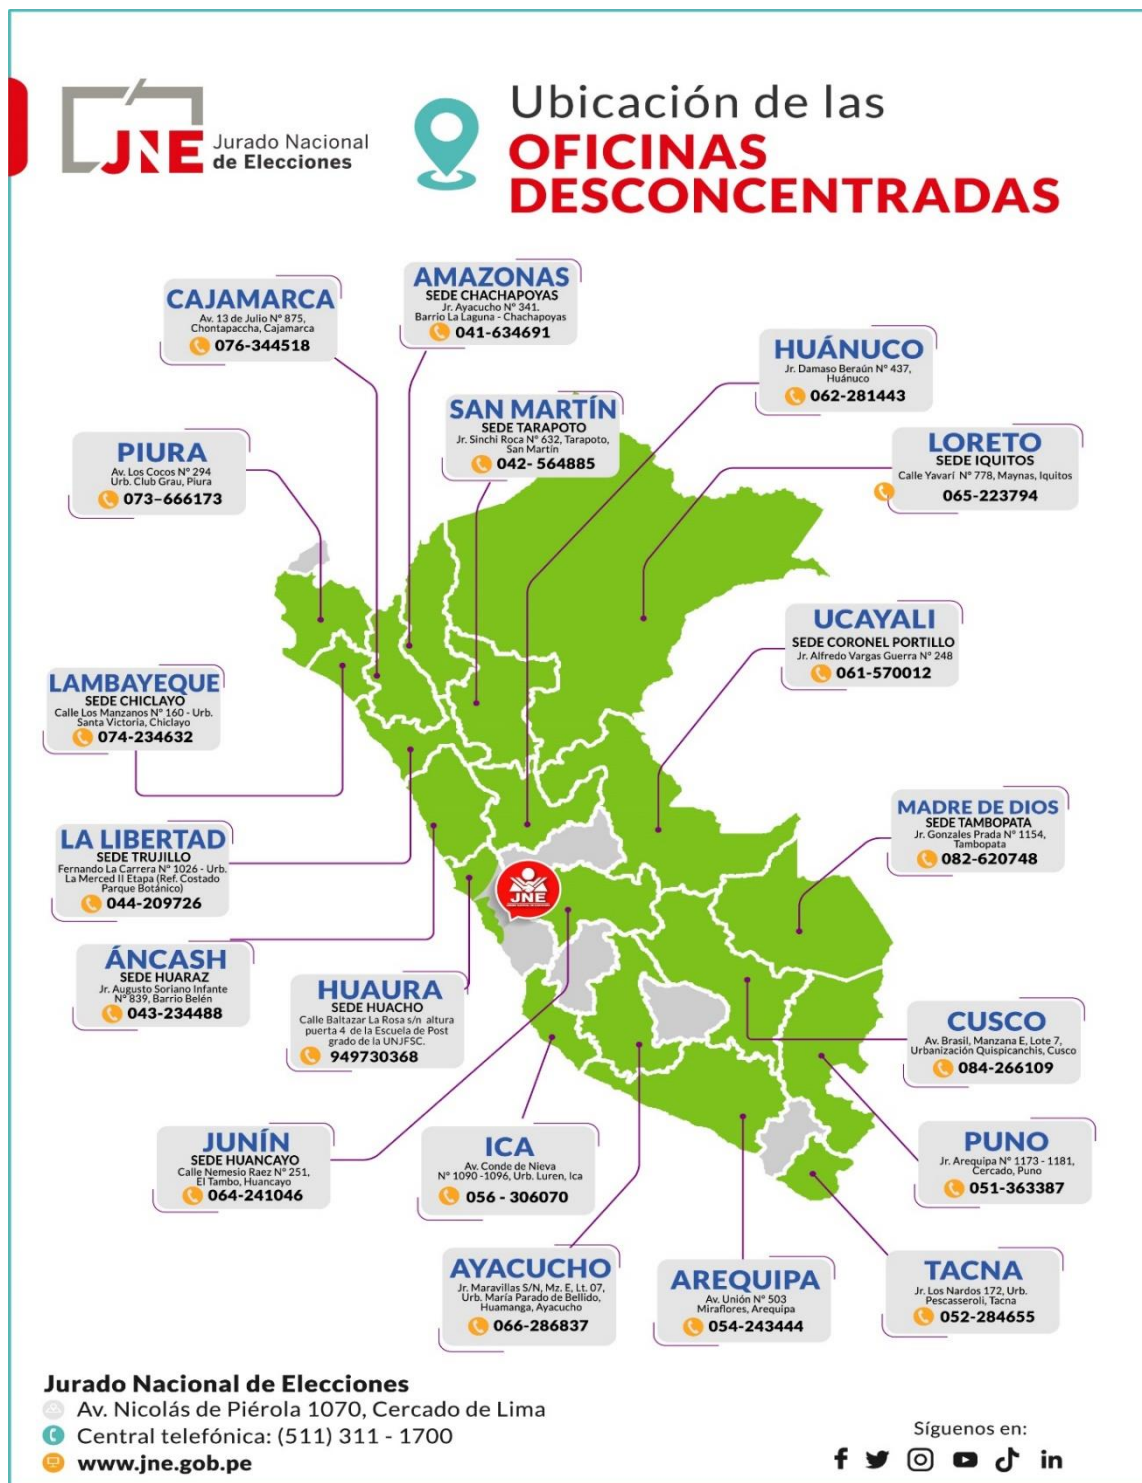 JNE Jurado Nacional
de Elecciones
Ubicación de las
OFICINAS
DESCONCENTRADAS
CAJAMARCA
Av. 13 de Julio N° 875,
Chontapaccha, Cajamarca
076-344518
AMAZONAS
SEDE CHACHAPOYAS
Jr. Ayacucho N° 341.
Barrio La Laguna - Chachapoyas
041-634691
HUÁNUCO
Jr. Damaso Beraún N° 437,
Huánuco
062-281443
SAN MARTÍN
SEDE TARAPOTO
Jr. Sinchi Roca N° 632, Tarapoto,
San Martín
042- 564885
PIURA
Av. Los Cocos N° 294
Urb. Club Grau, Piura
073–666173
LORETO
SEDE IQUITOS
Calle Yavarí N° 778, Maynas, Iquitos
065-223794
UCAYALI
SEDE CORONEL PORTILLO
Jr. Alfredo Vargas Guerra N° 248
061-570012
LAMBAYEQUE
SEDE CHICLAYO
Calle Los Manzanos N° 160 - Urb.
Santa Victoria, Chiclayo
074-234632
MADRE DE DIOS
SEDE TAMBOPATA
Jr. Gonzales Prada N° 1154,
Tambopata
082-620748
LA LIBERTAD
SEDE TRUJILLO
Fernando La Carrera N° 1026 - Urb.
La Merced II Etapa (Ref. Costado
Parque Botánico)
044-209726
JNE
ÁNCASH
SEDE HUARAZ
Jr. Augusto Soriano Infante
N° 839, Barrio Belén
043-234488
HUAURA
SEDE HUACHO
Calle Baltazar La Rosa s/n altura
puerta 4 de la Escuela de Post
grado de la UNJFSC.
949730368
CUSCO
Av. Brasil, Manzana E, Lote 7,
Urbanización Quispicanchis, Cusco
084-266109
JUNÍN
SEDE HUANCAYO
Calle Nemesio Raez N° 251,
El Tambo, Huancayo
064-241046
ICA
Av. Conde de Nieva
N° 1090 -1096, Urb. Luren, Ica
056 - 306070
PUNO
Jr. Arequipa N° 1173 - 1181,
Cercado, Puno
051-363387
AYACUCHO
Jr. Maravillas S/N, Mz. E, Lt. 07,
Urb. María Parado de Bellido,
Huamanga, Ayacucho
066-286837
AREQUIPA
Av. Unión N° 503
Miraflores, Arequipa
054-243444
TACNA
Jr. Los Nardos 172, Urb.
Pescasseroli, Tacna
052-284655
Jurado Nacional de Elecciones
Av. Nicolás de Piérola 1070, Cercado de Lima
Central telefónica: (511) 311 - 1700
www.jne.gob.pe
Síguenos en: